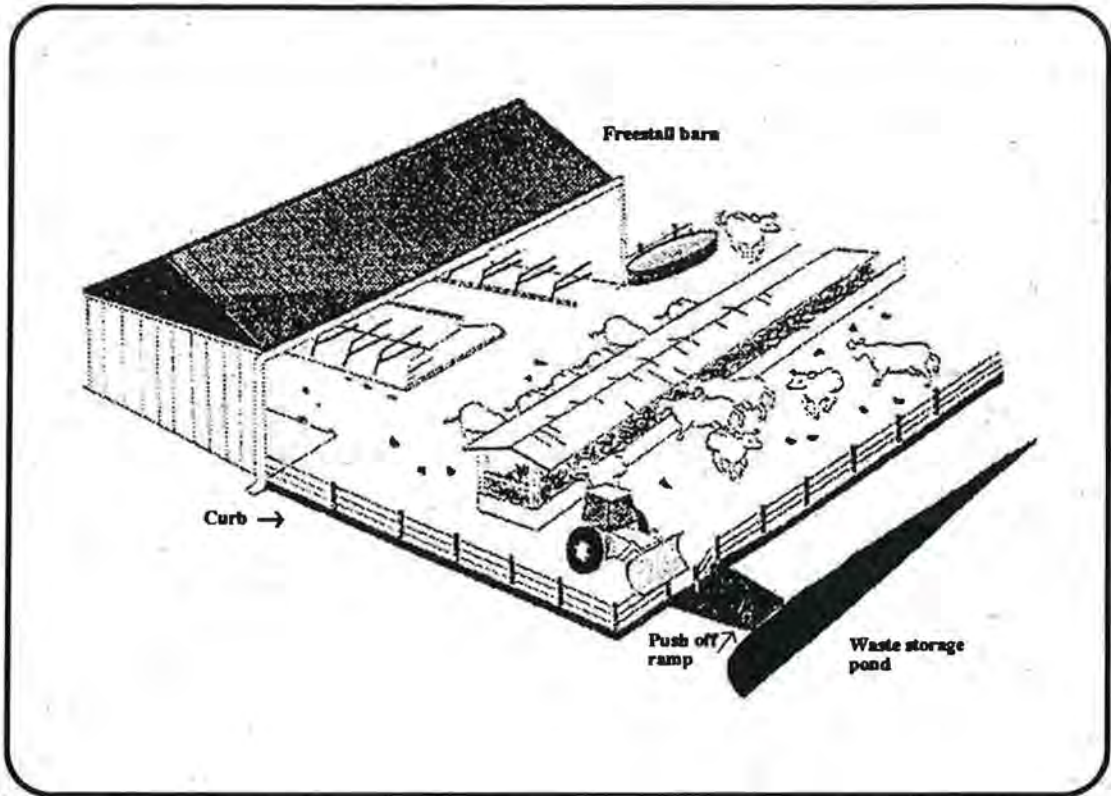 Freestall barn
Curb →
Push off
ramp
Waste storage
pond